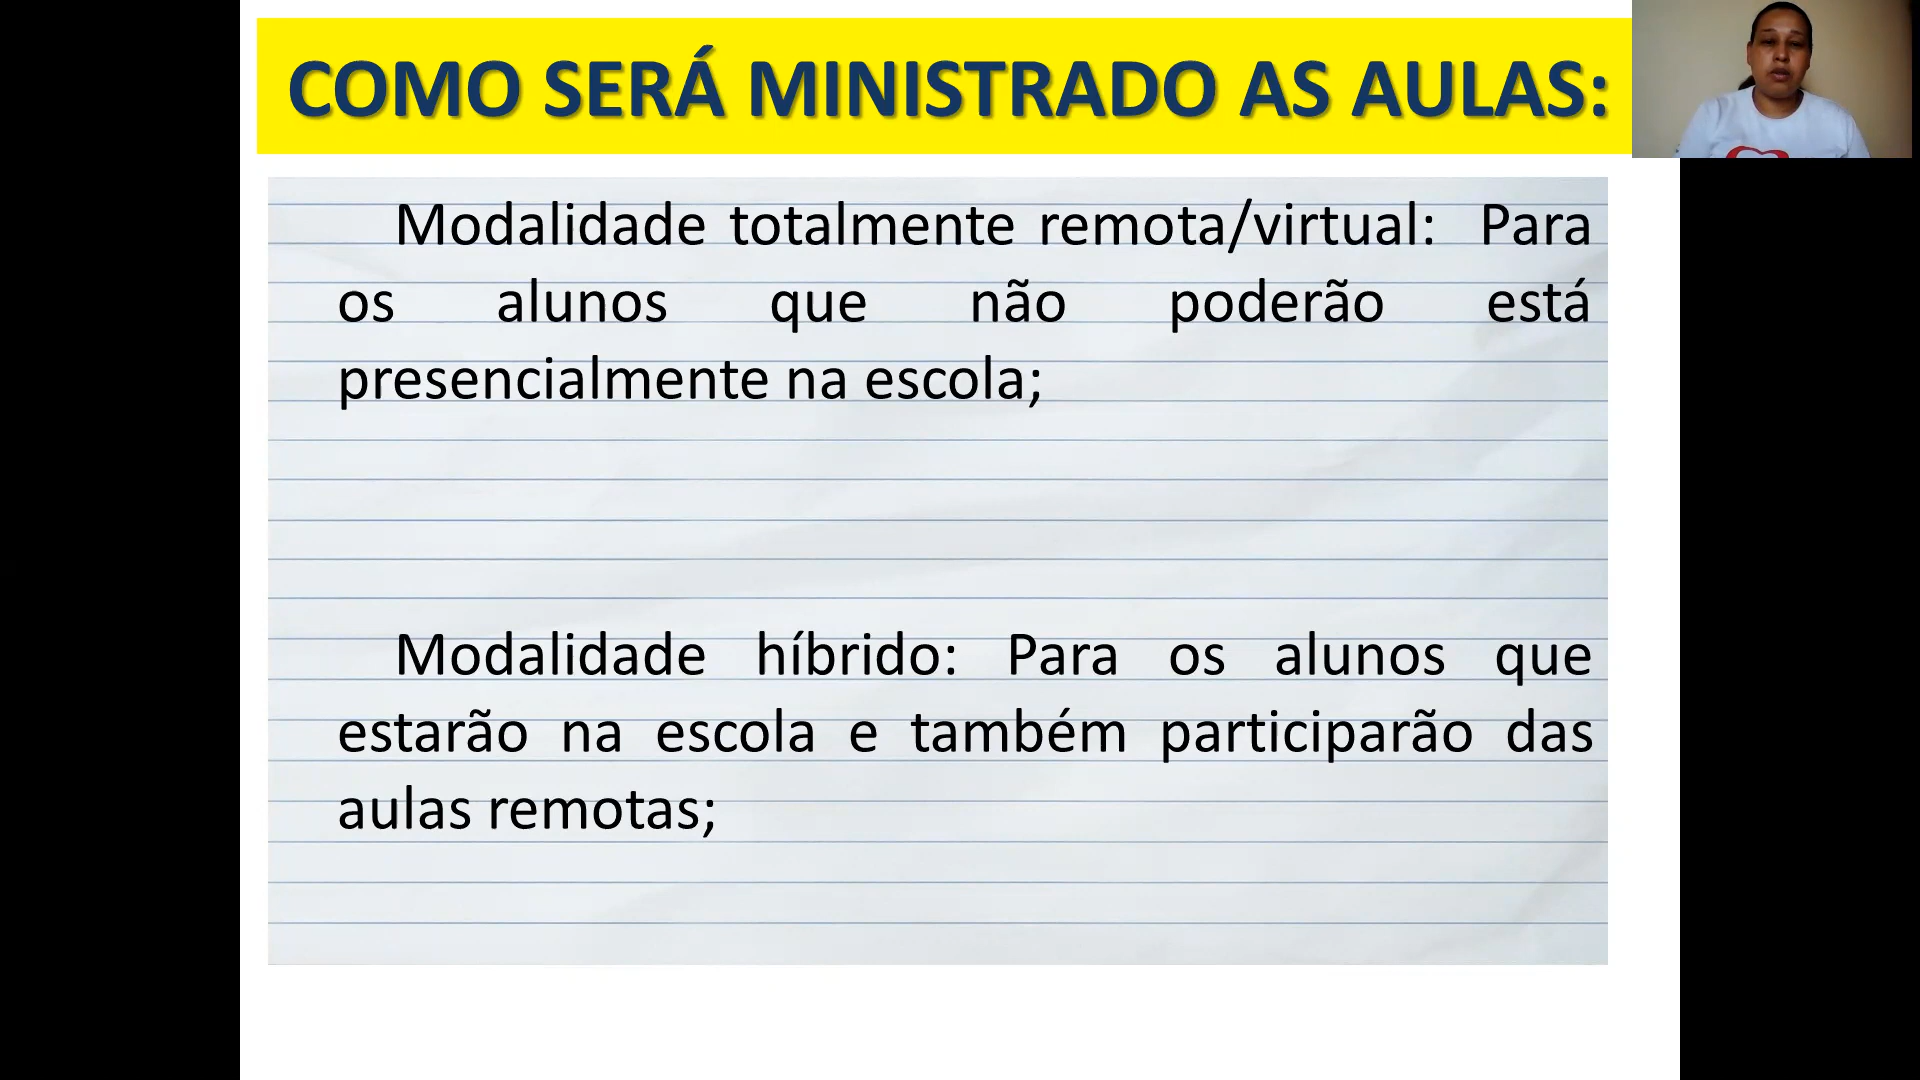 COMO SERÁ MINISTRADO AS AULAS:
Modalidade totalmente remota/virtual: Para
os alunos que não poderão está
presencialmente na escola;
Modalidade híbrido: Para os alunos que
estarão na escola e também participarão das
aulas remotas;